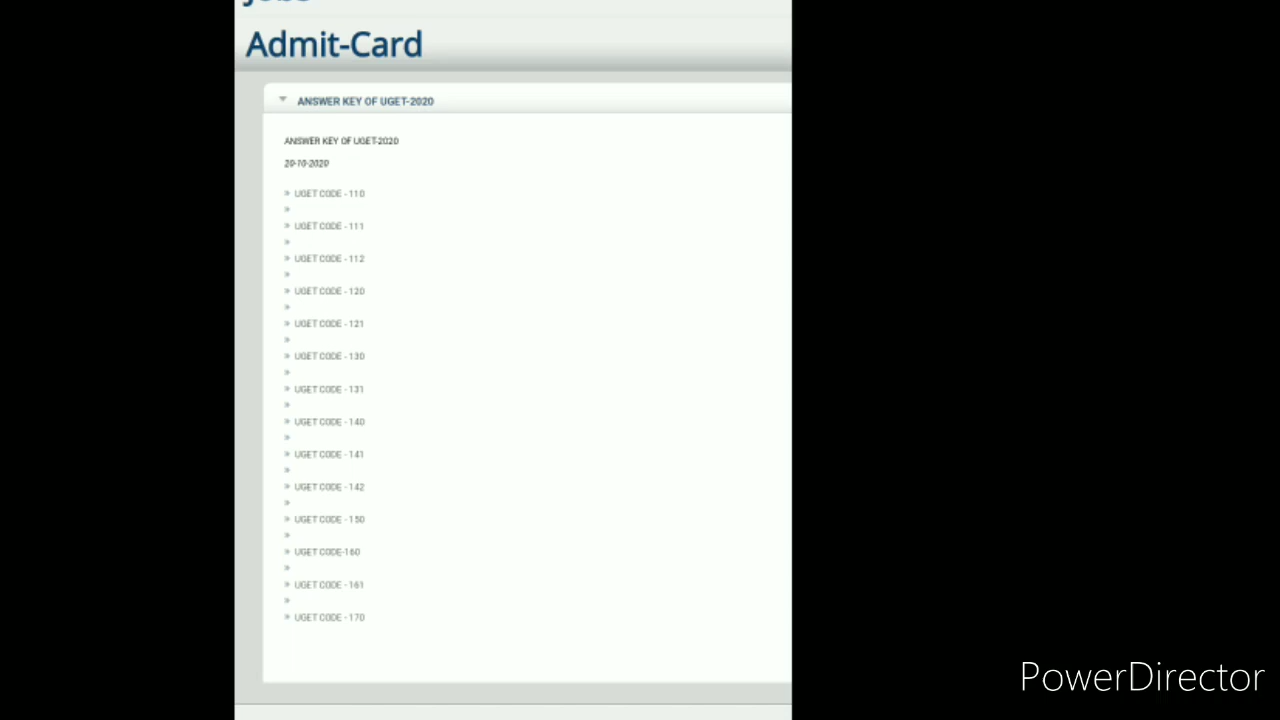 Jobs
Admit-Card
ANSWER KEY OF UGET-2020
ANSWER KEY OF UGET-2020
20-10-2020
» UGET CODE - 110
»
» UGET CODE - 111
»
» UGET CODE - 112
»
» UGET CODE - 120
»
» UGET CODE - 121
»
» UGET CODE - 130
»
» UGET CODE - 131
»
» UGET CODE - 140
»
» UGET CODE - 141
»
» UGET CODE - 142
»
» UGET CODE - 150
»
» UGET CODE-160
»
» UGET CODE - 161
»
» UGET CODE - 170
PowerDirector